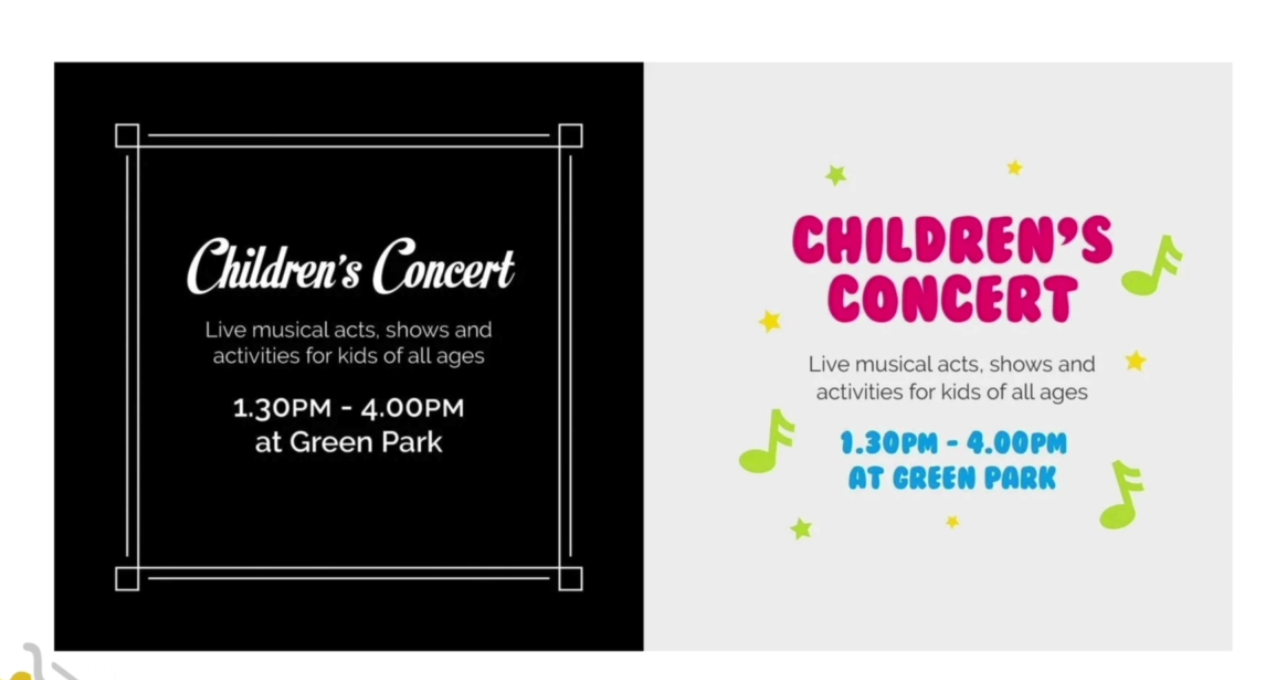 Children's Concert
Live musical acts, shows and
activities for kids of all ages
1.30PM - 4.00PM
at Green Park
CHILDREN'S
CONCERT
Live musical acts, shows and
activities for kids of all ages
1.30PM - 4.00PM
AT GREEN PARK